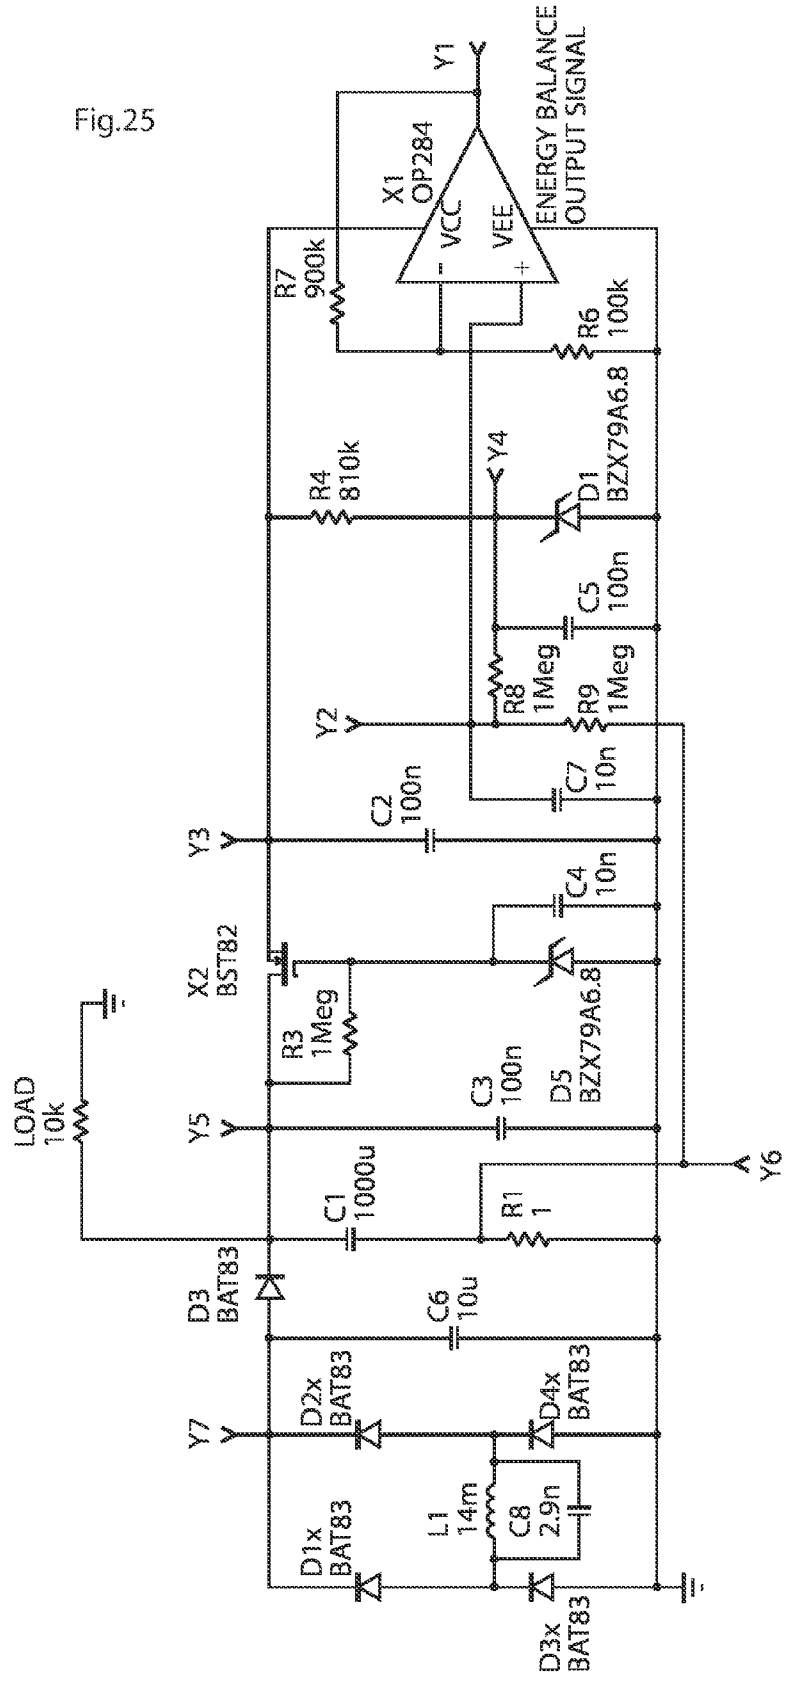 Fig.25
LOAD
10k
Y7
D3
BAT83
Y5
X2
BST82
Y3
D1x
BAT83
D2x
BAT83
C1
1000u
R3
1Meg
Y2
R4
810k
R7
900k
X1
OP284
Y1
L1
14m
C6
10u
C3
100n
C2
100n
VCC
VEE
-
+
C8
2.9n
R1
1
R8
1Meg
Y4
ENERGY BALANCE
OUTPUT SIGNAL
D3x
BAT83
D4x
BAT83
D5
BZX79A6.8
C4
10n
C7
10n
R9
1Meg
C5
100n
D1
BZX79A6.8
R6
100k
Y6